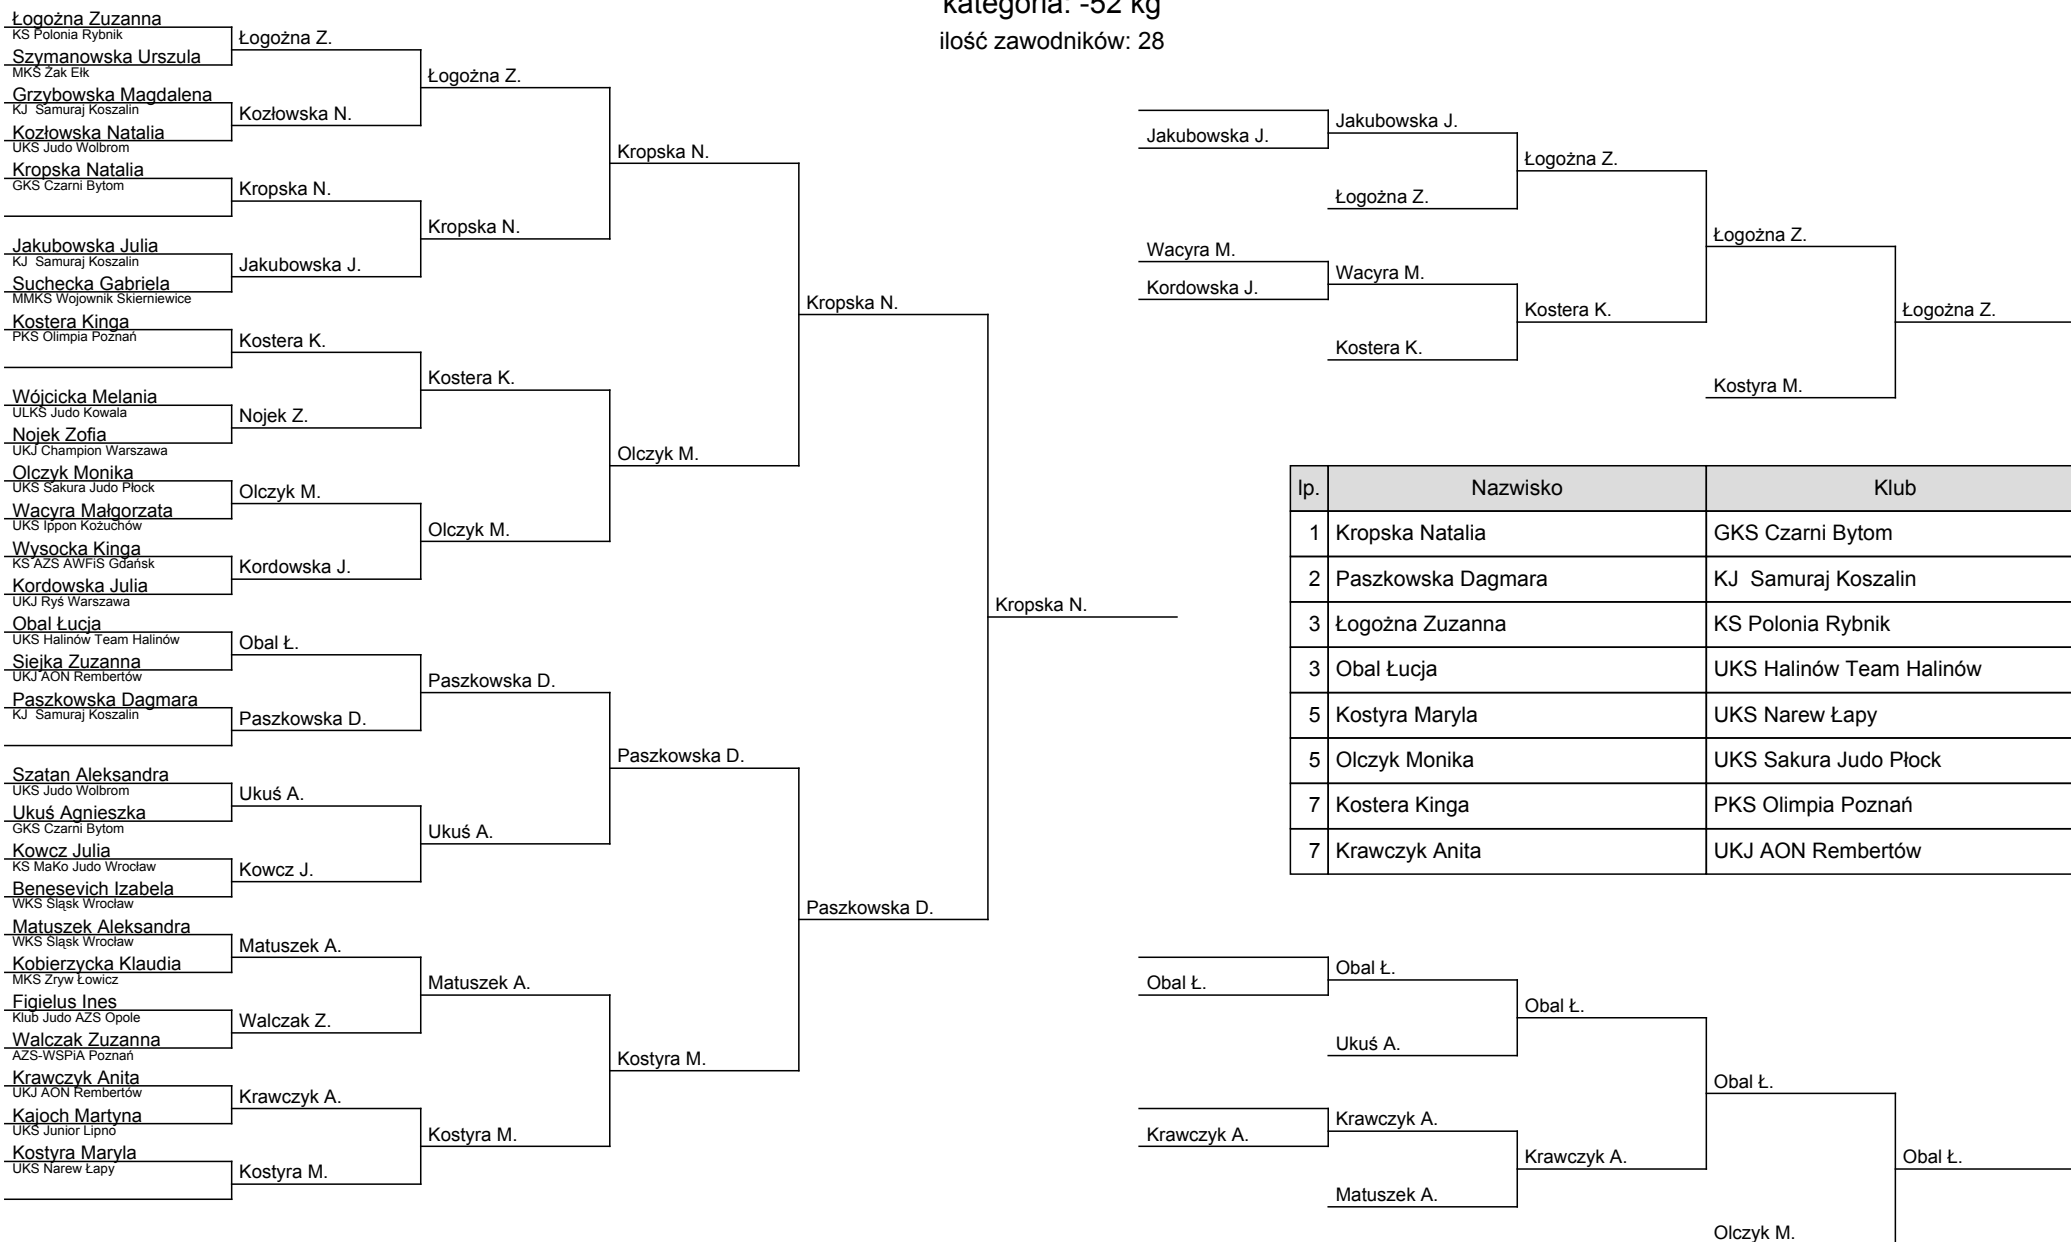 kategoria: -52 kg
ilość zawodników: 28
Łogożna Zuzanna
KS Polonia Rybnik
Szymanowska Urszula
MKS Żak Ełk
Grzybowska Magdalena
KJ  Samuraj Koszalin
Kozłowska Natalia
UKS Judo Wolbrom
Kropska Natalia
GKS Czarni Bytom
Jakubowska Julia
KJ  Samuraj Koszalin
Suchecka Gabriela
MMKS Wojownik Skierniewice
Kostera Kinga
PKS Olimpia Poznań
Wójcicka Melania
ULKS Judo Kowala
Nojek Zofia
UKJ Champion Warszawa
Olczyk Monika
UKS Sakura Judo Płock
Wacyra Małgorzata
UKS Ippon Kożuchów
Wysocka Kinga
KS AZS AWFiS Gdańsk
Kordowska Julia
UKJ Ryś Warszawa
Obal Łucja
UKS Halinów Team Halinów
Siejka Zuzanna
UKJ AON Rembertów
Paszkowska Dagmara
KJ  Samuraj Koszalin
Szatan Aleksandra
UKS Judo Wolbrom
Ukuś Agnieszka
GKS Czarni Bytom
Kowcz Julia
KS MaKo Judo Wrocław
Benesevich Izabela
WKS Śląsk Wrocław
Matuszek Aleksandra
WKS Śląsk Wrocław
Kobierzycka Klaudia
MKS Zryw Łowicz
Figielus Ines
Klub Judo AZS Opole
Walczak Zuzanna
AZS-WSPiA Poznań
Krawczyk Anita
UKJ AON Rembertów
Kajoch Martyna
UKS Junior Lipno
Kostyra Maryla
UKS Narew Łapy
Łogożna Z.
Kozłowska N.
Kropska N.
Jakubowska J.
Kostera K.
Nojek Z.
Olczyk M.
Kordowska J.
Obal Ł.
Paszkowska D.
Ukuś A.
Kowcz J.
Matuszek A.
Walczak Z.
Krawczyk A.
Kostyra M.
Łogożna Z.
Kropska N.
Kostera K.
Olczyk M.
Paszkowska D.
Ukuś A.
Matuszek A.
Kostyra M.
Kropska N.
Olczyk M.
Paszkowska D.
Kostyra M.
Kropska N.
Paszkowska D.
Kropska N.
Jakubowska J.
Wacyra M.
Kordowska J.
Jakubowska J.
Łogożna Z.
Wacyra M.
Kostera K.
Łogożna Z.
Kostera K.
Łogożna Z.
Kostyra M.
Łogożna Z.
lp. Nazwisko Klub
1 Kropska Natalia GKS Czarni Bytom
2 Paszkowska Dagmara KJ  Samuraj Koszalin
3 Łogożna Zuzanna KS Polonia Rybnik
3 Obal Łucja UKS Halinów Team Halinów
5 Kostyra Maryla UKS Narew Łapy
5 Olczyk Monika UKS Sakura Judo Płock
7 Kostera Kinga PKS Olimpia Poznań
7 Krawczyk Anita UKJ AON Rembertów
Obal Ł.
Krawczyk A.
Obal Ł.
Ukuś A.
Krawczyk A.
Matuszek A.
Obal Ł.
Krawczyk A.
Obal Ł.
Olczyk M.
Obal Ł.